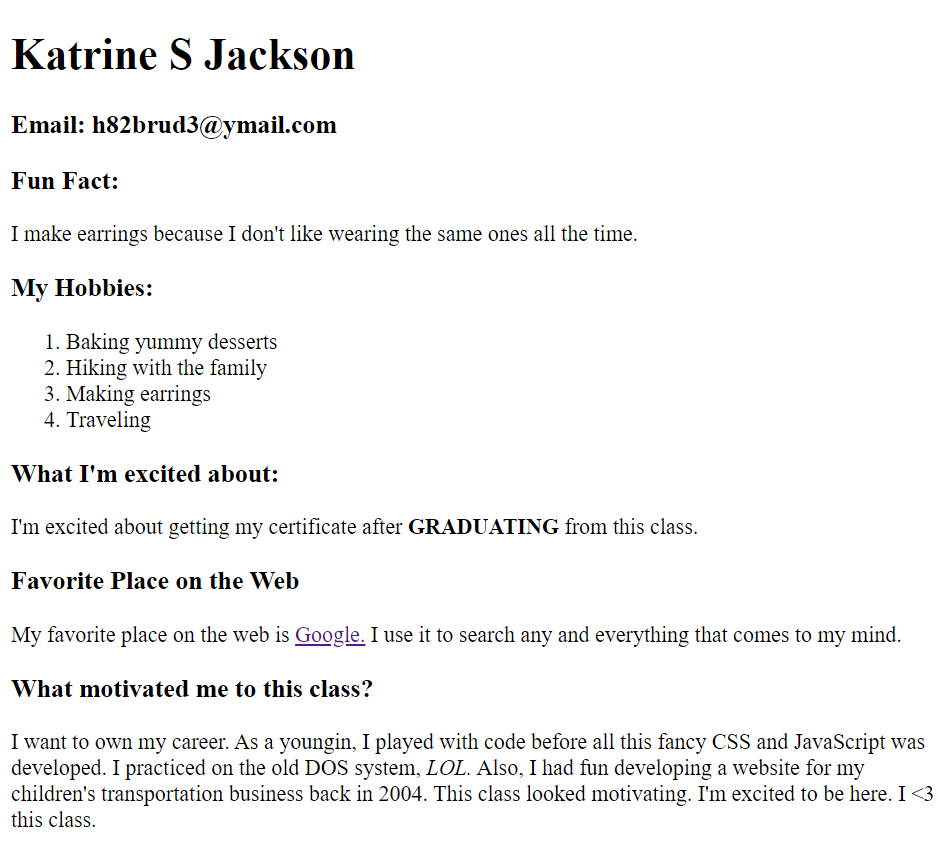 Katrine S Jackson
Email: h82brud3@ymail.com
Fun Fact:
I make earrings because I don't like wearing the same ones all the time.
My Hobbies:
1. Baking yummy desserts
2. Hiking with the family
3. Making earrings
4. Traveling
What I'm excited about:
I'm excited about getting my certificate after GRADUATING from this class.
Favorite Place on the Web
My favorite place on the web is Google. I use it to search any and everything that comes to my mind.
What motivated me to this class?
I want to own my career. As a youngin, I played with code before all this fancy CSS and JavaScript was
developed. I practiced on the old DOS system, LOL. Also, I had fun developing a website for my
children's transportation business back in 2004. This class looked motivating. I'm excited to be here. I <3
this class.